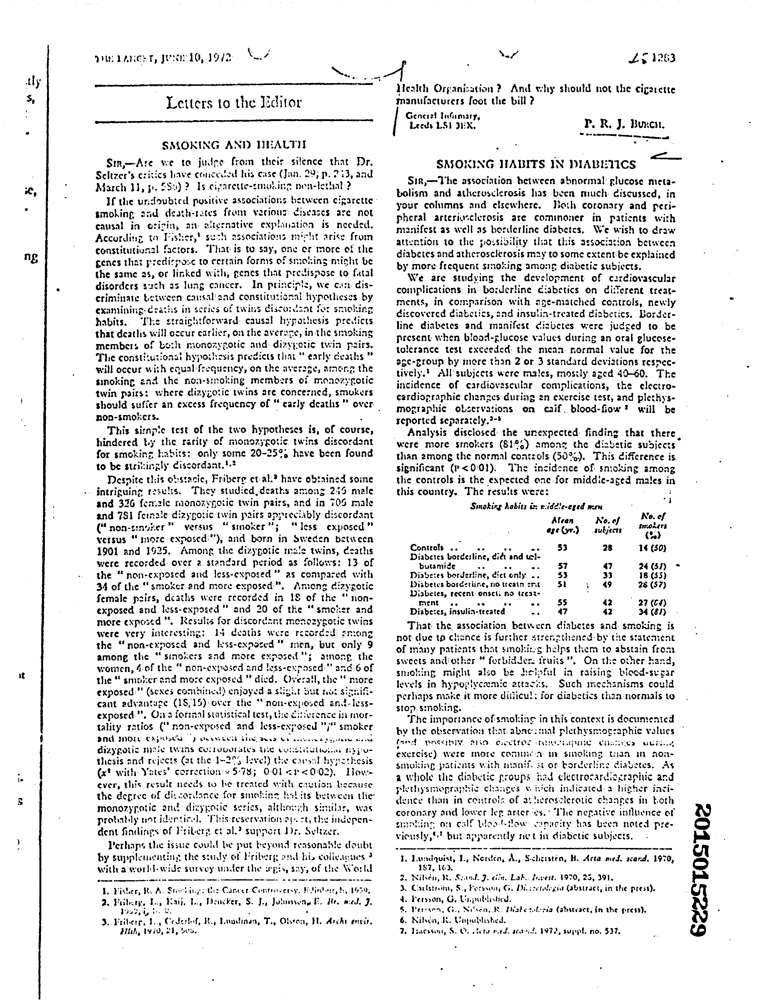 THE LANCET, JUNE 10, 1972
1263
Letters to the Editor
SMOKING AND HEALTH
SIR,—Are we to judge from their silence that Dr.
Seltzer's critics have conceded his case (Jan. 29, p. 243, and
March 11, p. 589) ? Is cigarette-smoking non-lethal ?
If the undoubted positive associations between cigarette
smoking and death-rates from various diseases are not
causal in origin, an alternative explanation is needed.
According to Fisher,¹ such associations might arise from
constitutional factors. That is to say, one or more of the
genes that predispose to certain forms of smoking might be
the same as, or linked with, genes that predispose to fatal
disorders such as lung cancer. In principle, we can dis-
criminate between causal and constitutional hypotheses by
examining deaths in series of twins discordant for smoking
habits. The straightforward causal hypothesis predicts
that deaths will occur earlier, on the average, in the smoking
members of both monozygotic and dizygotic twin pairs.
The constitutional hypothesis predicts that " early deaths "
will occur with equal frequency, on the average, among the
smoking and the non-smoking members of monozygotic
twin pairs: where dizygotic twins are concerned, smokers
should suffer an excess frequency of " early deaths " over
non-smokers.
This simple test of the two hypotheses is, of course,
hindered by the rarity of monozygotic twins discordant
for smoking habits: only some 20-25% have been found
to be strikingly discordant.¹,²
Despite this obstacle, Friberg et al.³ have obtained some
intriguing results. They studied deaths among 246 male
and 326 female monozygotic twin pairs, and in 706 male
and 781 female dizygotic twin pairs appreciably discordant
(" non-smoker " versus " smoker "; " less exposed "
versus " more exposed "), and born in Sweden between
1901 and 1925. Among the dizygotic male twins, deaths
were recorded over a standard period as follows: 13 of
the " non-exposed and less-exposed " as compared with
34 of the " smoker and more exposed ". Among dizygotic
female pairs, deaths were recorded in 18 of the " non-
exposed and less-exposed " and 20 of the " smoker and
more exposed ". Results for discordant monozygotic twins
were very interesting: 14 deaths were recorded among
the " non-exposed and less-exposed " men, but only 9
among the " smokers and more exposed "; among the
women, 4 of the " non-exposed and less-exposed " and 6 of
the " smoker and more exposed " died. Overall, the " more
exposed " (sexes combined) enjoyed a slight but not signifi-
cant advantage (18,15) over the " non-exposed and less-
exposed ". On a formal statistical test, the difference in mor-
tality ratios (" non-exposed and less-exposed "/" smoker
and more exposed ") between the sets of monozygotic and
dizygotic male twins corroborates the constitutional hypo-
thesis and rejects (at the 1-2% level) the causal hypothesis
(x² with Yates' correction = 5·78; 0·01<P<0·02). How-
ever, this result needs to be treated with caution because
the degree of discordance for smoking habits between the
monozygotic and dizygotic series, although similar, was
probably not identical. This reservation apart, the indepen-
dent findings of Friberg et al.³ support Dr. Seltzer.
Perhaps the issue could be put beyond reasonable doubt
by supplementing the study of Friberg and his colleagues ³
with a world-wide survey under the aegis, say, of the World
1. Fisher, R. A. Smoking: the Cancer Controversy. Edinburgh, 1959.
2. Friberg, L., Kaij, L., Dencker, S. J., Jonsson, E. Br. med. J.
1959, i,
3. Friberg, L., Cederlof, R., Lundman, T., Olsson, H. Archs envir.
Hlth, 1970, 21,
Health Organisation ? And why should not the cigarette
manufacturers foot the bill ?
General Infirmary,
Leeds LS1 3EX.
P. R. J. BURCH.
SMOKING HABITS IN DIABETICS
SIR,—The association between abnormal glucose meta-
bolism and atherosclerosis has been much discussed, in
your columns and elsewhere. Both coronary and peri-
pheral arteriosclerosis are commoner in patients with
manifest as well as borderline diabetes. We wish to draw
attention to the possibility that this association between
diabetes and atherosclerosis may to some extent be explained
by more frequent smoking among diabetic subjects.
We are studying the development of cardiovascular
complications in borderline diabetics on different treat-
ments, in comparison with age-matched controls, newly
discovered diabetics, and insulin-treated diabetics. Border-
line diabetes and manifest diabetes were judged to be
present when blood-glucose values during an oral glucose-
tolerance test exceeded the mean normal value for the
age-group by more than 2 or 3 standard deviations respec-
tively.¹ All subjects were males, mostly aged 40-60. The
incidence of cardiovascular complications, the electro-
cardiographic changes during an exercise test, and plethys-
mographic observations on calf blood-flow ² will be
reported separately.³⁻⁵
Analysis disclosed the unexpected finding that there
were more smokers (81%) among the diabetic subjects
than among the normal controls (50%). This difference is
significant (P<0·01). The incidence of smoking among
the controls is the expected one for middle-aged males in
this country. The results were:
Smoking habits in middle-aged men
Mean age (yr.) No. of subjects No. of smokers (%)
Controls .. .. .. .. 53 28 14 (50)
Diabetes borderline, diet and tol-
butamide .. .. .. 57 47 24 (51)
Diabetes borderline, diet only .. 53 33 18 (55)
Diabetes borderline, no treatment 51 49 28 (57)
Diabetes, recent onset, no treat-
ment .. .. .. .. 55 42 27 (64)
Diabetes, insulin-treated .. 47 42 34 (81)
That the association between diabetes and smoking is
not due to chance is further strengthened by the statement
of many patients that smoking helps them to abstain from
sweets and other " forbidden fruits ". On the other hand,
smoking might also be helpful in raising blood-sugar
levels in hypoglycæmic attacks. Such mechanisms could
perhaps make it more difficult for diabetics than normals to
stop smoking.
The importance of smoking in this context is documented
by the observation that abnormal plethysmographic values
(and possibly also electrocardiographic changes during
exercise) were more common in smoking than in non-
smoking patients with manifest or borderline diabetes. As
a whole the diabetic groups had electrocardiographic and
plethysmographic changes which indicated a higher inci-
dence than in controls of atherosclerotic changes in both
coronary and lower leg arteries. The negative influence of
smoking on calf blood-flow capacity has been noted pre-
viously,⁶,⁷ but apparently not in diabetic subjects.
1. Lundquist, I., Nordén, Å., Scherstén, B. Acta med. scand. 1970,
187, 163.
2. Nilsén, R. Scand. J. clin. Lab. Invest. 1970, 25, 391.
3. Carlström, S., Persson, G. Diabetologia (abstract, in the press).
4. Persson, G. Unpublished.
5. Persson, G., Nilsén, R. Diabetologia (abstract, in the press).
6. Nilsén, R. Unpublished.
7. Isacsson, S. O. Acta med. scand. 1972, suppl. no. 537.
2015015229